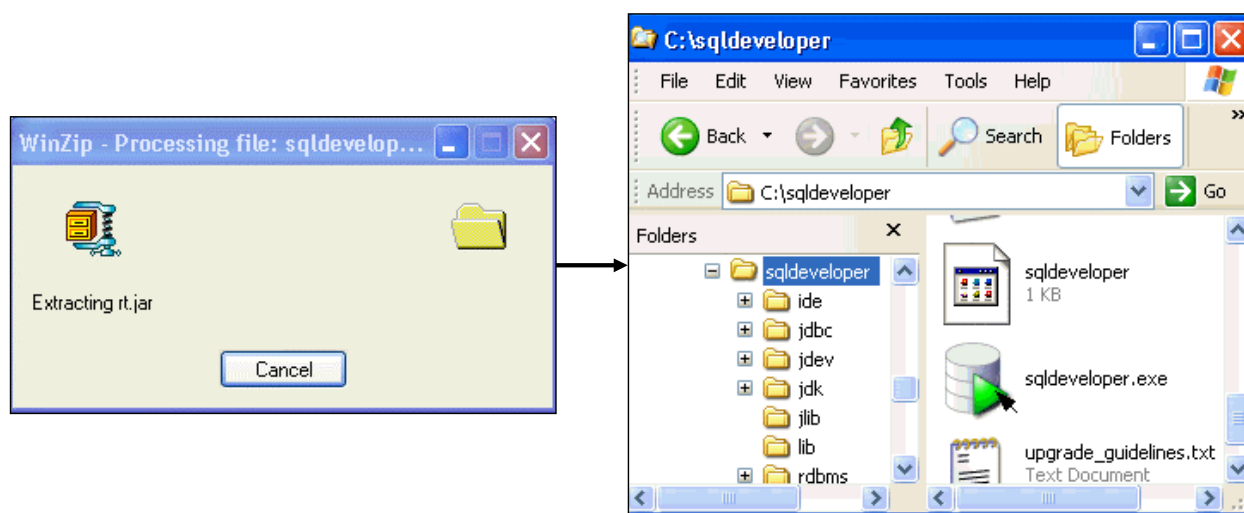 WinZip - Processing file: sqldevelop...
Extracting rt.jar
Cancel
C:\sqldeveloper
File Edit View Favorites Tools Help
Back Search Folders »
Address C:\sqldeveloper Go
Folders
sqldeveloper
ide
jdbc
jdev
jdk
jlib
lib
rdbms
sqldeveloper
1 KB
sqldeveloper.exe
upgrade_guidelines.txt
Text Document